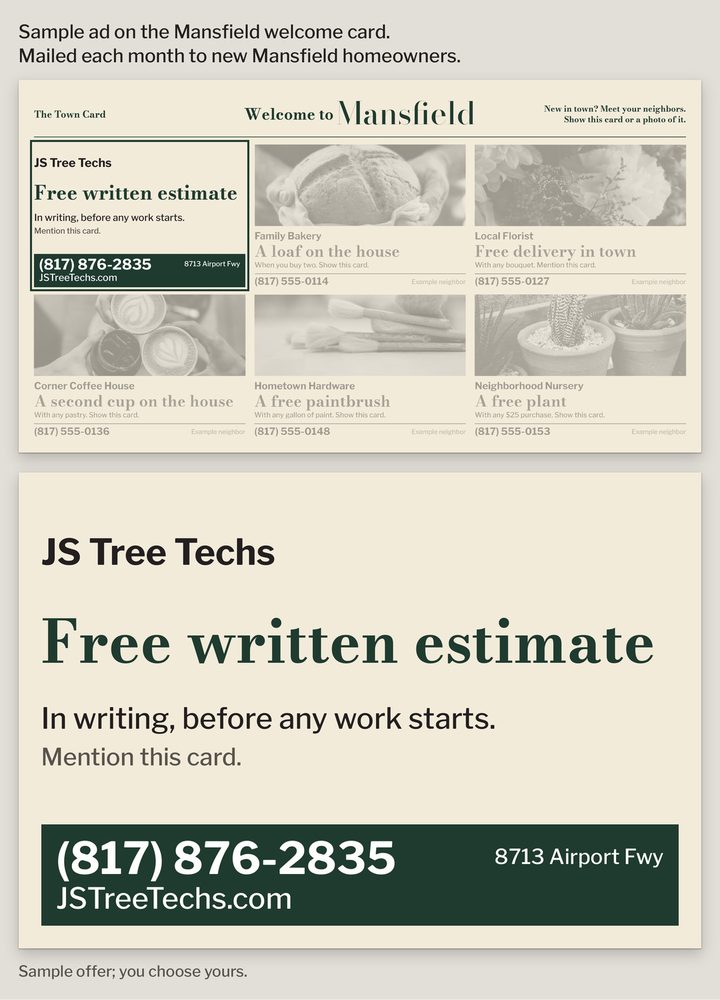 Sample ad on the Mansfield welcome card.
Mailed each month to new Mansfield homeowners.
The Town Card
Welcome to Mansfield
New in town? Meet your neighbors.
Show this card or a photo of it.
JS Tree Techs
Free written estimate
In writing, before any work starts.
Mention this card.
(817) 876-2835
8713 Airport Fwy
JSTreeTechs.com
Family Bakery
A loaf on the house
When you buy two. Show this card.
(817) 555-0114
Example neighbor
Local Florist
Free delivery in town
With any bouquet. Mention this card.
(817) 555-0127
Example neighbor
Corner Coffee House
A second cup on the house
With any pastry. Show this card.
(817) 555-0136
Example neighbor
Hometown Hardware
A free paintbrush
With any gallon of paint. Show this card.
(817) 555-0148
Example neighbor
Neighborhood Nursery
A free plant
With any $25 purchase. Show this card.
(817) 555-0153
Example neighbor
JS Tree Techs
Free written estimate
In writing, before any work starts.
Mention this card.
(817) 876-2835
8713 Airport Fwy
JSTreeTechs.com
Sample offer; you choose yours.